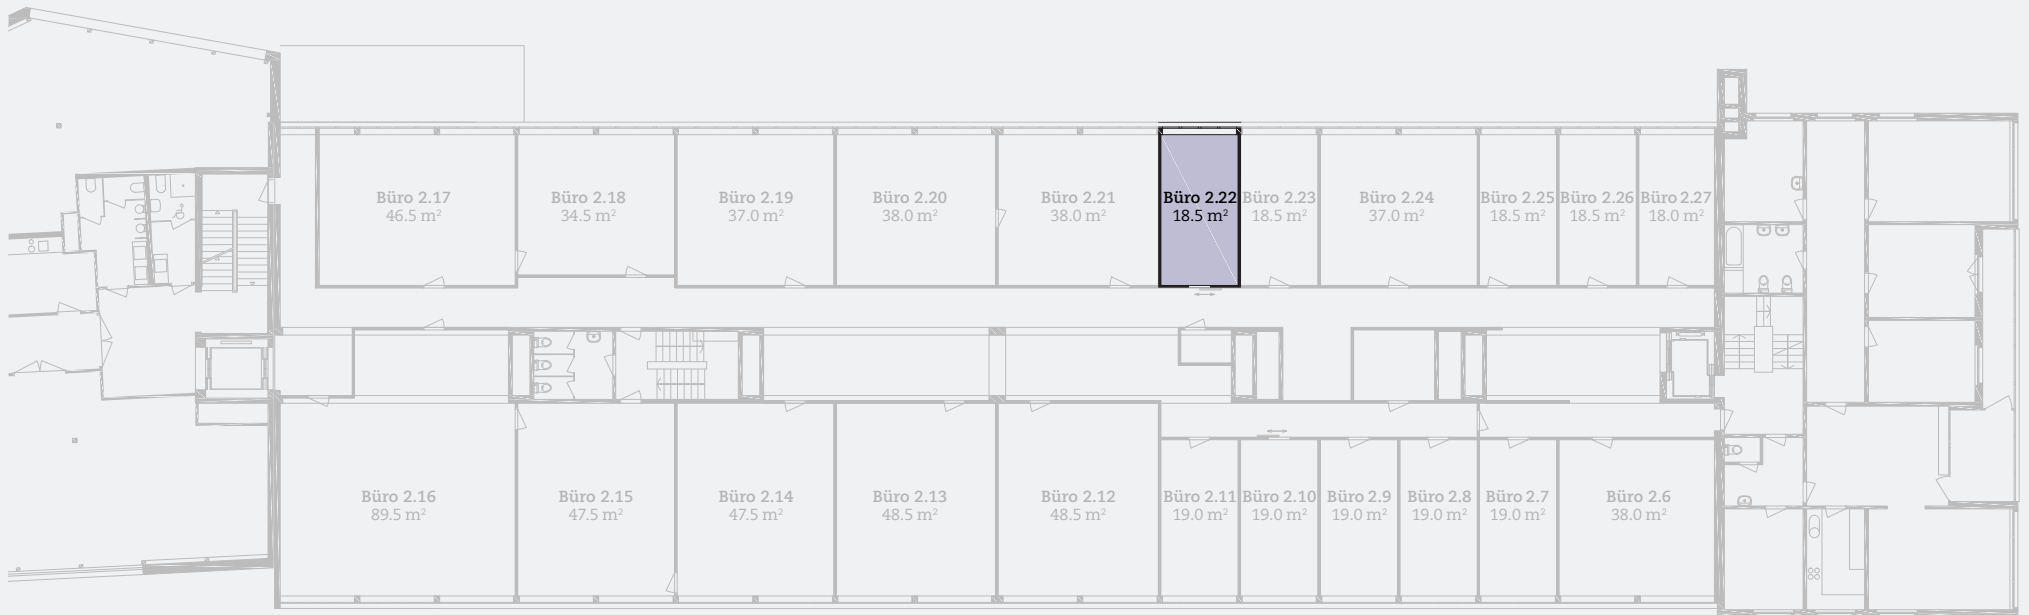 Büro 2.17
46.5 m²
Büro 2.18
34.5 m²
Büro 2.19
37.0 m²
Büro 2.20
38.0 m²
Büro 2.21
38.0 m²
Büro 2.22
18.5 m²
Büro 2.23
18.5 m²
Büro 2.24
37.0 m²
Büro 2.25
18.5 m²
Büro 2.26
18.5 m²
Büro 2.27
18.0 m²
Büro 2.16
89.5 m²
Büro 2.15
47.5 m²
Büro 2.14
47.5 m²
Büro 2.13
48.5 m²
Büro 2.12
48.5 m²
Büro 2.11
19.0 m²
Büro 2.10
19.0 m²
Büro 2.9
19.0 m²
Büro 2.8
19.0 m²
Büro 2.7
19.0 m²
Büro 2.6
38.0 m²